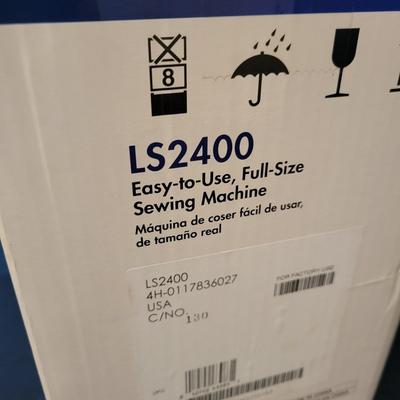 8
LS2400
Easy-to-Use, Full-Size
Sewing Machine
Máquina de coser fácil de usar,
de tamaño real
LS2400
4H-0117836027
USA
C/NO. 130
FOR FACTORY USE
UPC